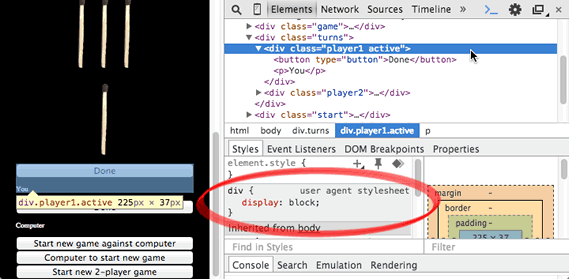 Done
You
div.player1.active 225px × 37px
Computer
Start new game against computer
Computer to start new game
Start new 2-player game
Elements Network Sources Timeline »
▶<div class="game">…</div>
▼<div class="turns">
▼<div class="player1 active">
<button type="button">Done</button>
<p>You</p>
</div>
▶<div class="player2">…</div>
</div>
▶<div class="start">…</div>
html body div.turns div.player1.active p
Styles Event Listeners DOM Breakpoints Properties
element.style {
}
div { user agent stylesheet
display: block;
}
Inherited from body
Find in Styles
margin -
border -
padding -
225 × 37
Filter
Console Search Emulation Rendering